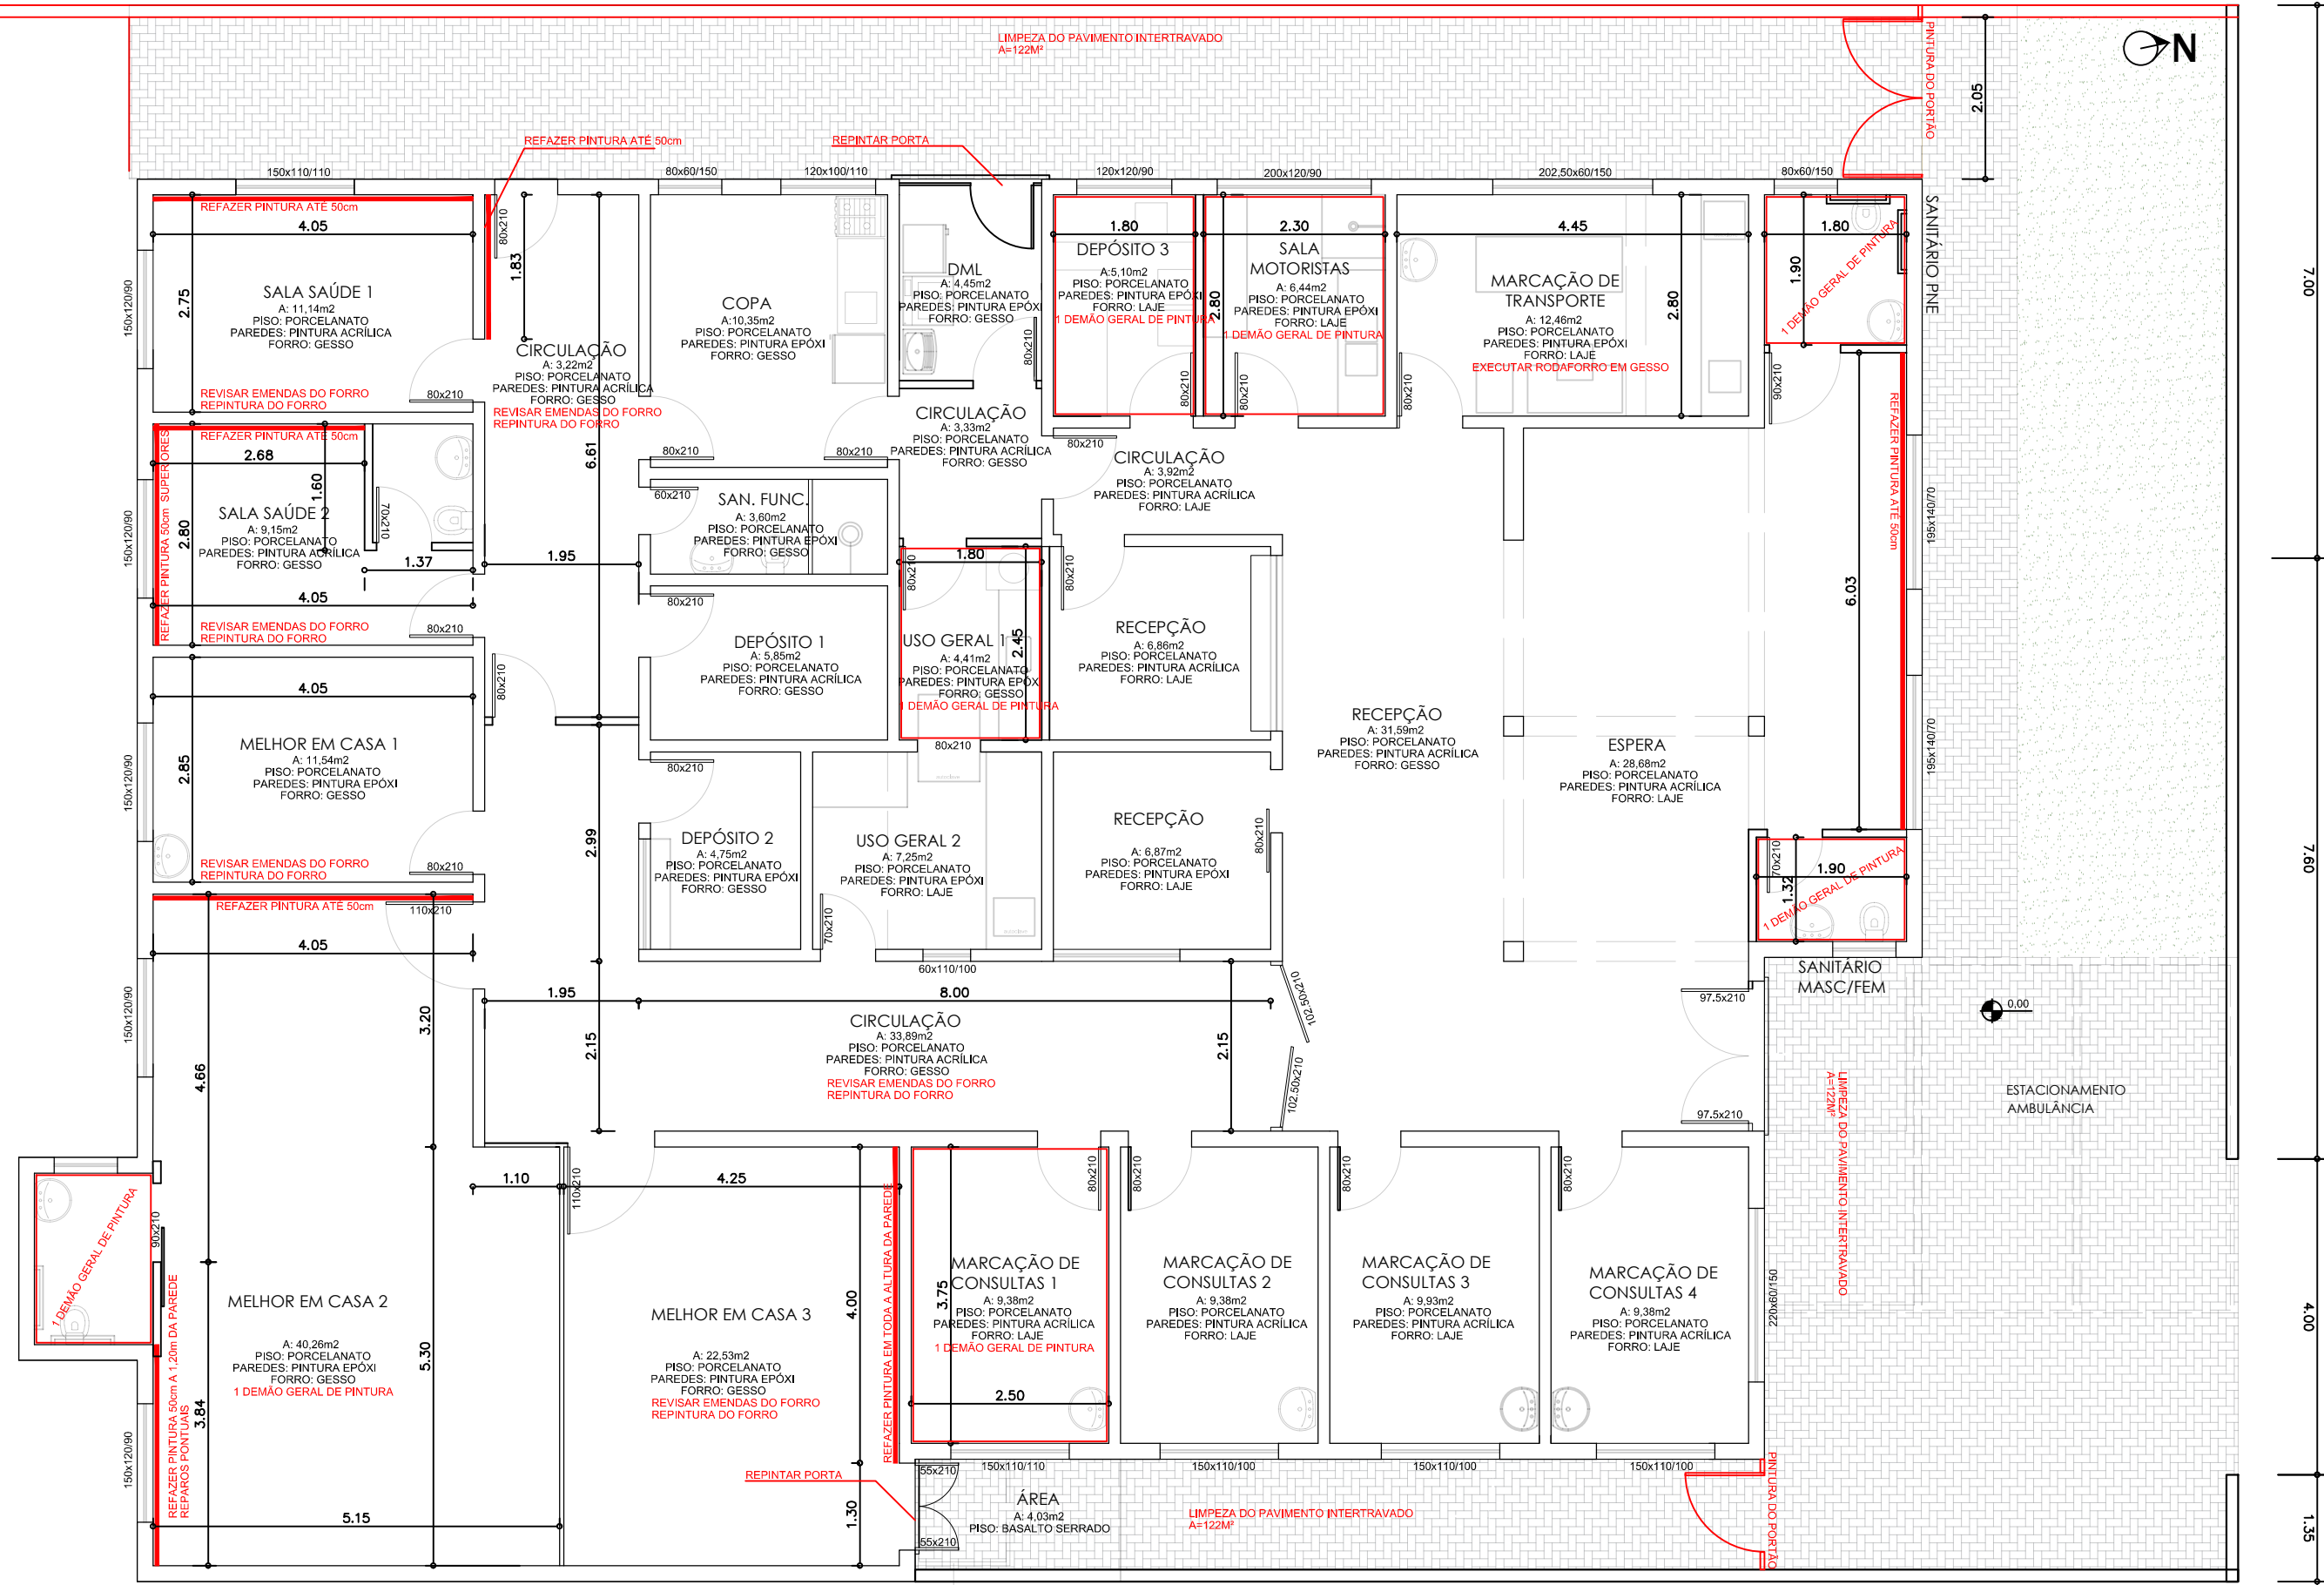 LIMPEZA DO PAVIMENTO INTERTRAVADO
A=122M²
PINTURA DO PORTÃO
2.05
N
7.00
REFAZER PINTURA ATÉ 50cm
REPINTAR PORTA
150x110/110
80x60/150
120x100/110
120x120/90
200x120/90
202,50x60/150
80x60/150
SANITÁRIO PNE
REFAZER PINTURA ATÉ 50cm
4.05
2.75
150x120/90
SALA SAÚDE 1
A: 11,14m2
PISO: PORCELANATO
PAREDES: PINTURA ACRÍLICA
FORRO: GESSO
REVISAR EMENDAS DO FORRO
REPINTURA DO FORRO
80x210
80x210
1.83
CIRCULAÇÃO
A: 3,22m2
PISO: PORCELANATO
PAREDES: PINTURA ACRÍLICA
FORRO: GESSO
REVISAR EMENDAS DO FORRO
REPINTURA DO FORRO
6.61
COPA
A:10,35m2
PISO: PORCELANATO
PAREDES: PINTURA EPÓXI
FORRO: GESSO
80x210
80x210
DML
A: 4,45m2
PISO: PORCELANATO
PAREDES: PINTURA EPÓXI
FORRO: GESSO
80x210
1.80
DEPÓSITO 3
A:5,10m2
PISO: PORCELANATO
PAREDES: PINTURA EPÓXI
FORRO: LAJE
1 DEMÃO GERAL DE PINTURA
80x210
2.30
2.80
SALA
MOTORISTAS
A: 6,44m2
PISO: PORCELANATO
PAREDES: PINTURA EPÓXI
FORRO: LAJE
1 DEMÃO GERAL DE PINTURA
80x210
4.45
2.80
MARCAÇÃO DE
TRANSPORTE
A: 12,46m2
PISO: PORCELANATO
PAREDES: PINTURA EPÓXI
FORRO: LAJE
EXECUTAR RODAFORRO EM GESSO
80x210
1.80
1.90
1 DEMÃO GERAL DE PINTURA
90x210
REFAZER PINTURA ATÉ 50cm
195x140/70
6.03
195x140/70
REFAZER PINTURA ATÉ 50cm
REFAZER PINTURA 50cm SUPERIORES
2.68
1.60
2.80
150x120/90
SALA SAÚDE 2
A: 9,15m2
PISO: PORCELANATO
PAREDES: PINTURA ACRÍLICA
FORRO: GESSO
70x210
1.37
4.05
REVISAR EMENDAS DO FORRO
REPINTURA DO FORRO
80x210
1.95
60x210
SAN. FUNC.
A: 3,60m2
PISO: PORCELANATO
PAREDES: PINTURA EPÓXI
FORRO: GESSO
CIRCULAÇÃO
A: 3,33m2
PISO: PORCELANATO
PAREDES: PINTURA ACRÍLICA
FORRO: GESSO
80x210
CIRCULAÇÃO
A: 3,92m2
PISO: PORCELANATO
PAREDES: PINTURA ACRÍLICA
FORRO: LAJE
80x210
DEPÓSITO 1
A: 5,85m2
PISO: PORCELANATO
PAREDES: PINTURA ACRÍLICA
FORRO: GESSO
80x210
1.80
2.45
USO GERAL 1
A: 4,41m2
PISO: PORCELANATO
PAREDES: PINTURA EPÓXI
FORRO: GESSO
1 DEMÃO GERAL DE PINTURA
80x210
80x210
RECEPÇÃO
A: 6,86m2
PISO: PORCELANATO
PAREDES: PINTURA ACRÍLICA
FORRO: LAJE
4.05
2.85
150x120/90
MELHOR EM CASA 1
A: 11,54m2
PISO: PORCELANATO
PAREDES: PINTURA EPÓXI
FORRO: GESSO
REVISAR EMENDAS DO FORRO
REPINTURA DO FORRO
80x210
80x210
2.99
80x210
DEPÓSITO 2
A: 4,75m2
PISO: PORCELANATO
PAREDES: PINTURA EPÓXI
FORRO: GESSO
USO GERAL 2
A: 7,25m2
PISO: PORCELANATO
PAREDES: PINTURA EPÓXI
FORRO: LAJE
70x210
60x110/100
RECEPÇÃO
A: 6,87m2
PISO: PORCELANATO
PAREDES: PINTURA EPÓXI
FORRO: LAJE
80x210
RECEPÇÃO
A: 31,59m2
PISO: PORCELANATO
PAREDES: PINTURA ACRÍLICA
FORRO: GESSO
ESPERA
A: 28,68m2
PISO: PORCELANATO
PAREDES: PINTURA ACRÍLICA
FORRO: LAJE
70x210
1.32
1.90
1 DEMÃO GERAL DE PINTURA
SANITÁRIO
MASC/FEM
7.60
REFAZER PINTURA ATÉ 50cm
110x210
4.05
150x120/90
3.20
4.66
1.95
8.00
2.15
2.15
CIRCULAÇÃO
A: 33,89m2
PISO: PORCELANATO
PAREDES: PINTURA ACRÍLICA
FORRO: GESSO
REVISAR EMENDAS DO FORRO
REPINTURA DO FORRO
102.50x210
102.50x210
97.5x210
97.5x210
0,00
ESTACIONAMENTO
AMBULÂNCIA
LIMPEZA DO PAVIMENTO INTERTRAVADO
A=122M²
1 DEMÃO GERAL DE PINTURA
90x210
REFAZER PINTURA 50cm A 1,20m DA PAREDE
REPAROS PONTUAIS
MELHOR EM CASA 2
A: 40,26m2
PISO: PORCELANATO
PAREDES: PINTURA EPÓXI
FORRO: GESSO
1 DEMÃO GERAL DE PINTURA
150x120/90
3.84
5.30
5.15
1.10
110x210
4.25
MELHOR EM CASA 3
A: 22,53m2
PISO: PORCELANATO
PAREDES: PINTURA EPÓXI
FORRO: GESSO
REVISAR EMENDAS DO FORRO
REPINTURA DO FORRO
4.00
1.30
REFAZER PINTURA EM TODA A ALTURA DA PAREDE
REPINTAR PORTA
80x210
3.75
MARCAÇÃO DE
CONSULTAS 1
A: 9,38m2
PISO: PORCELANATO
PAREDES: PINTURA ACRÍLICA
FORRO: LAJE
1 DEMÃO GERAL DE PINTURA
2.50
80x210
MARCAÇÃO DE
CONSULTAS 2
A: 9,38m2
PISO: PORCELANATO
PAREDES: PINTURA ACRÍLICA
FORRO: LAJE
80x210
MARCAÇÃO DE
CONSULTAS 3
A: 9,93m2
PISO: PORCELANATO
PAREDES: PINTURA ACRÍLICA
FORRO: LAJE
80x210
MARCAÇÃO DE
CONSULTAS 4
A: 9,38m2
PISO: PORCELANATO
PAREDES: PINTURA ACRÍLICA
FORRO: LAJE
220x60/150
4.00
55x210
150x110/110
150x110/100
150x110/100
150x110/100
ÁREA
A: 4,03m2
PISO: BASALTO SERRADO
55x210
LIMPEZA DO PAVIMENTO INTERTRAVADO
A=122M²
PINTURA DO PORTÃO
1.35